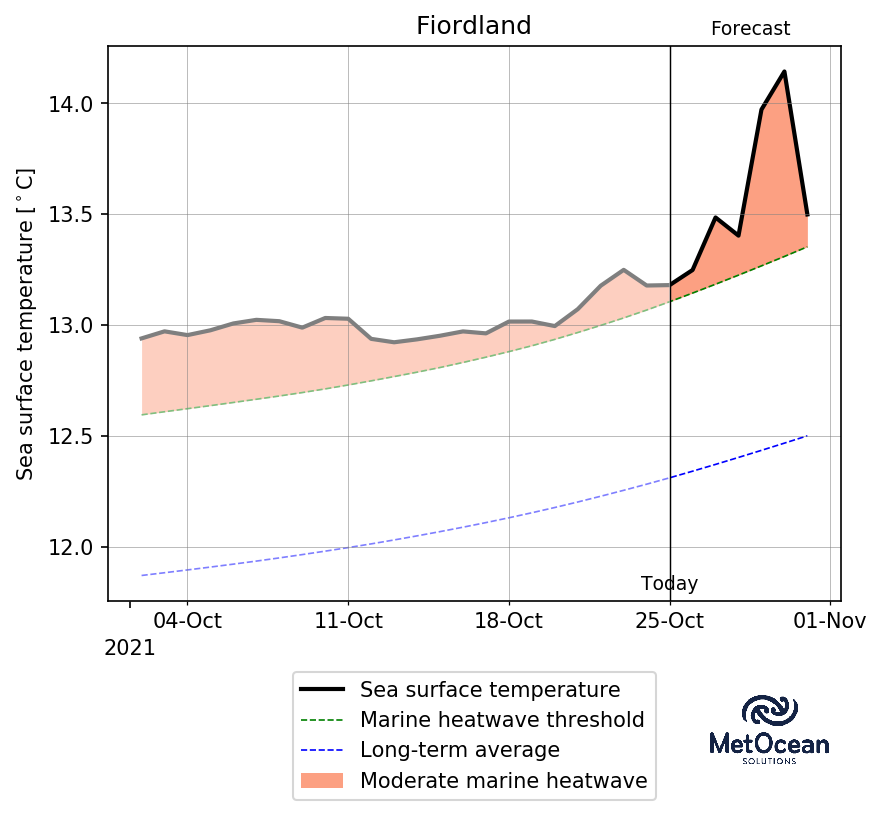 Fiordland
Forecast
Sea surface temperature [°C]
14.0
13.5
13.0
12.5
12.0
Today
04-Oct 11-Oct 18-Oct 25-Oct 01-Nov
2021
Sea surface temperature
Marine heatwave threshold
Long-term average
Moderate marine heatwave
MetOcean
SOLUTIONS